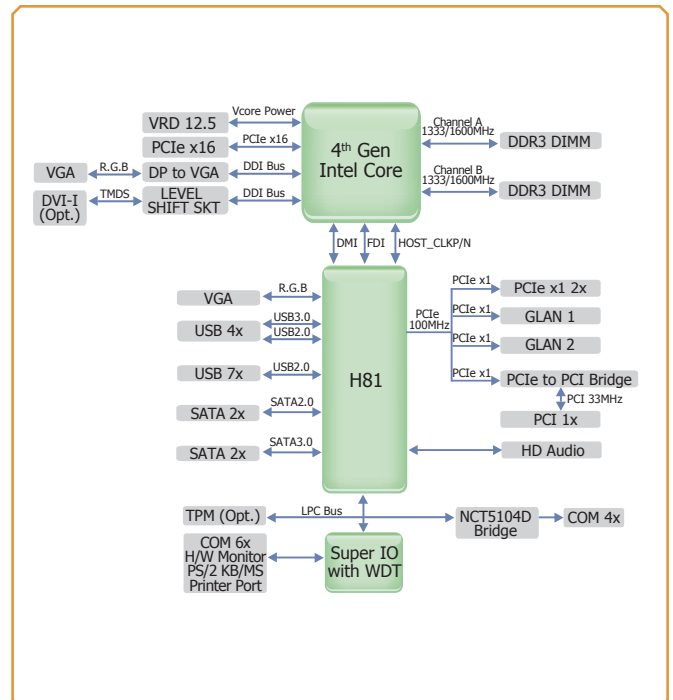 Vcore Power
VRD 12.5
PCIe x16
PCIe x16
VGA
R.G.B
DP to VGA
DDI Bus
DVI-I
(Opt.)
TMDS
LEVEL
SHIFT SKT
DDI Bus
4th Gen
Intel Core
Channel A
1333/1600MHz
DDR3 DIMM
Channel B
1333/1600MHz
DDR3 DIMM
DMI
FDI
HOST_CLKP/N
VGA
R.G.B
USB 4x
USB3.0
USB2.0
USB 7x
USB2.0
SATA 2x
SATA2.0
SATA 2x
SATA3.0
H81
PCIe
100MHz
PCIe x1
PCIe x1 2x
PCIe x1
GLAN 1
PCIe x1
GLAN 2
PCIe x1
PCIe to PCI Bridge
PCI 33MHz
PCI 1x
HD Audio
TPM (Opt.)
LPC Bus
NCT5104D
Bridge
COM 4x
COM 6x
H/W Monitor
PS/2 KB/MS
Printer Port
Super IO
with WDT